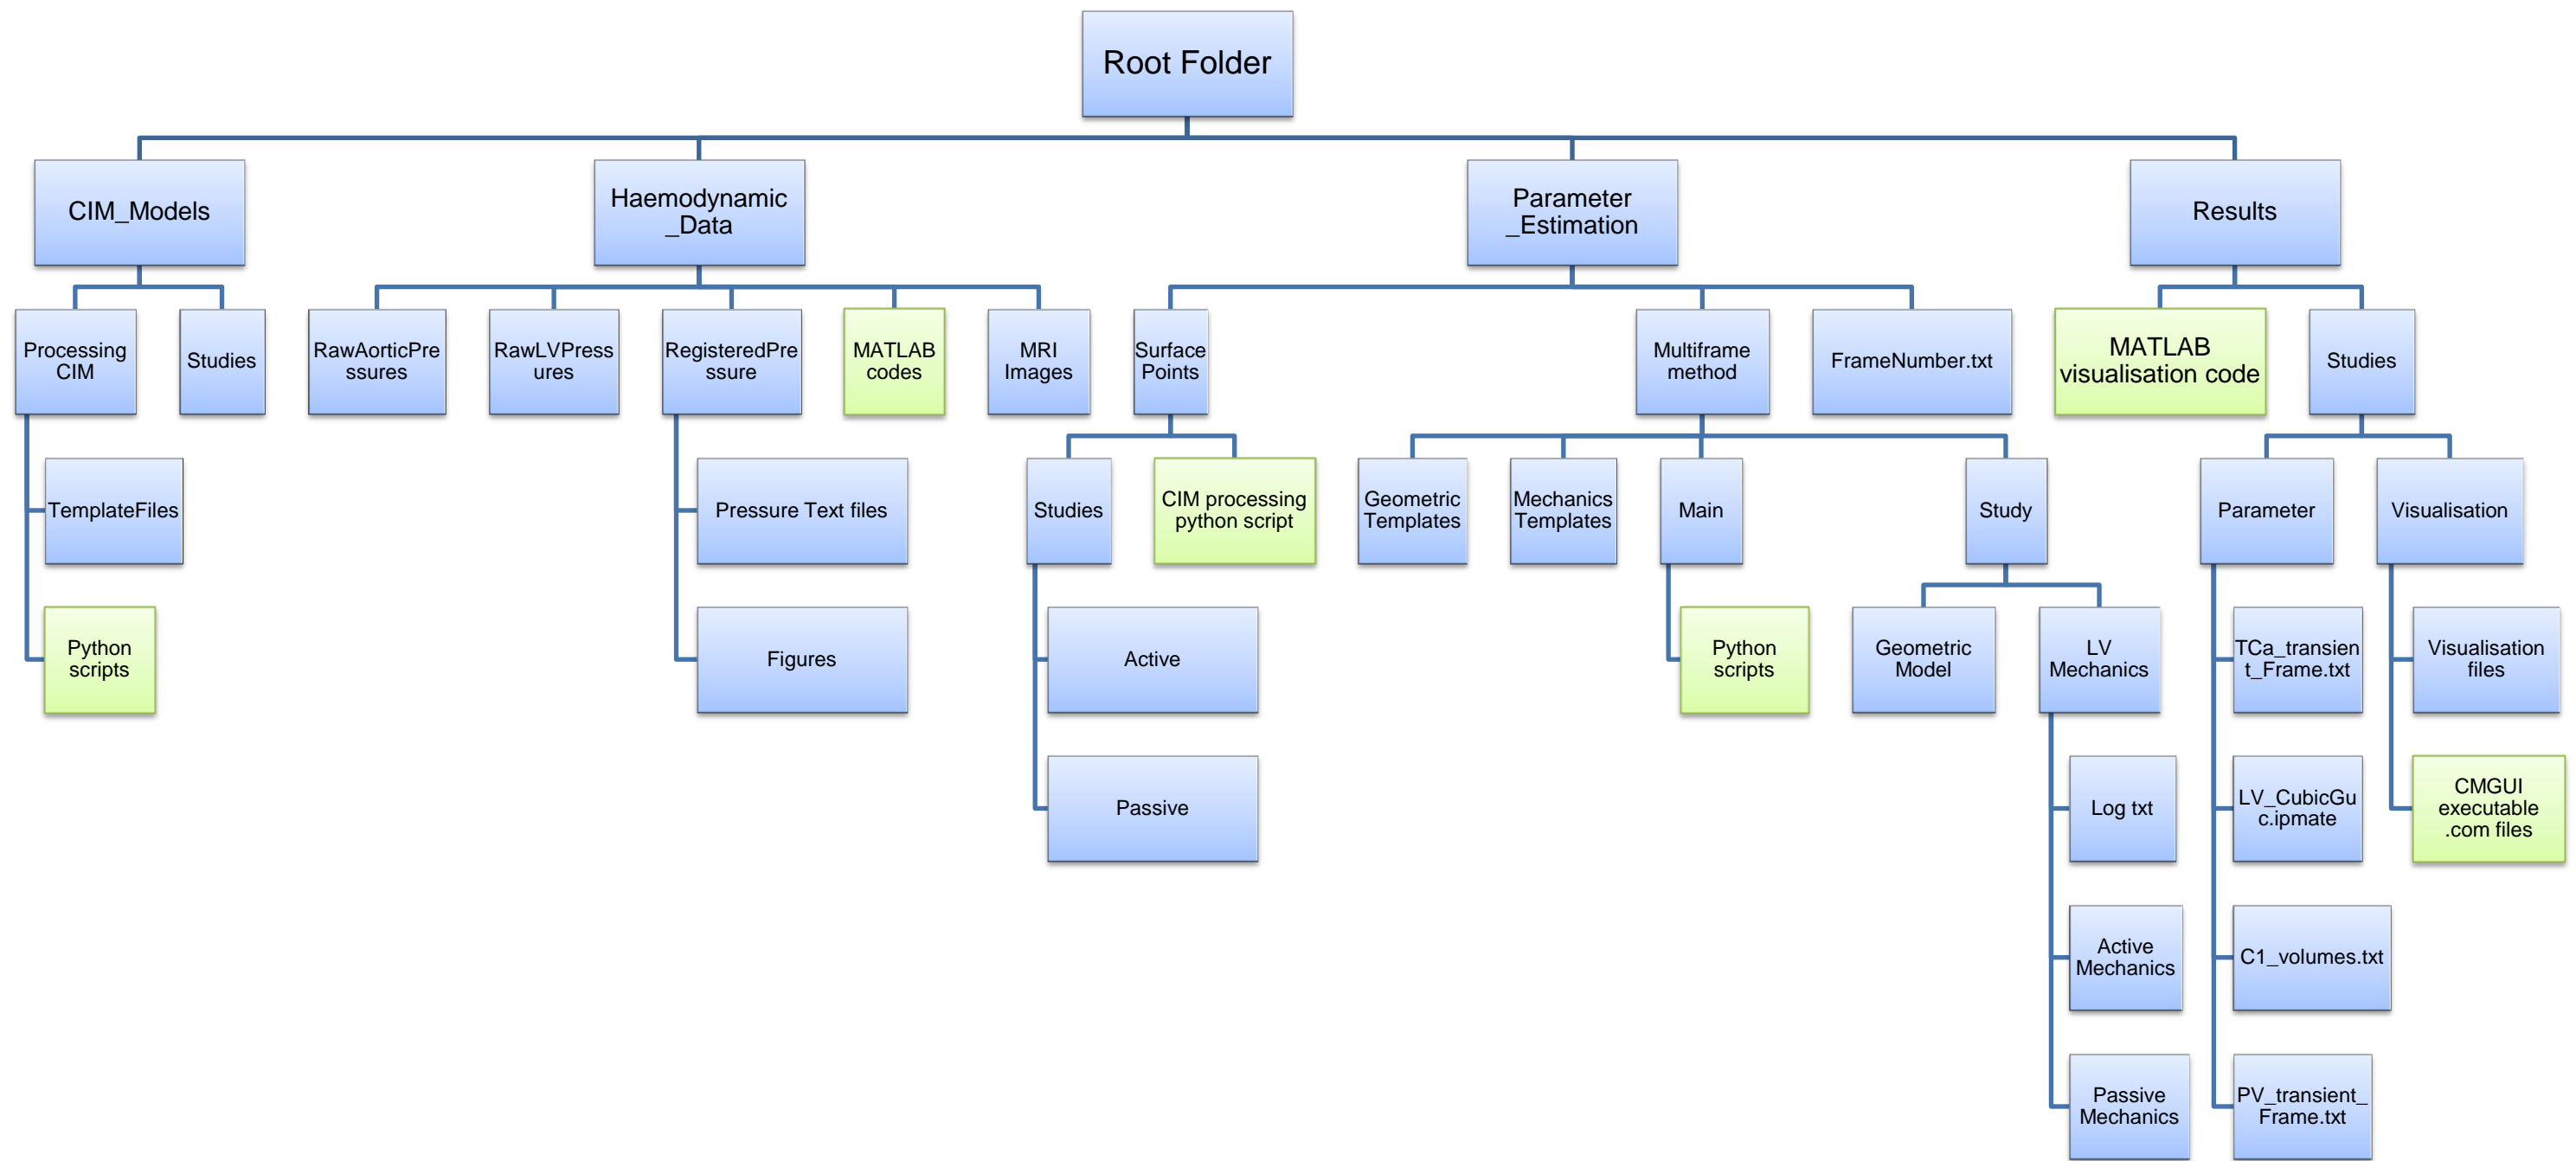 Root Folder
CIM_Models
Haemodynamic
_Data
Parameter
_Estimation
Results
Processing
CIM
Studies
RawAorticPre
ssures
RawLVPress
ures
RegisteredPre
ssure
MATLAB
codes
MRI
Images
Surface
Points
Multiframe
method
FrameNumber.txt
MATLAB
visualisation code
Studies
TemplateFiles
Pressure Text files
Studies
CIM processing
python script
Geometric
Templates
Mechanics
Templates
Main
Study
Parameter
Visualisation
Python
scripts
Figures
Active
Python
scripts
Geometric
Model
LV
Mechanics
TCa_transien
t_Frame.txt
Visualisation
files
Passive
Log txt
LV_CubicGu
c.ipmate
CMGUI
executable
.com files
Active
Mechanics
C1_volumes.txt
Passive
Mechanics
PV_transient_
Frame.txt